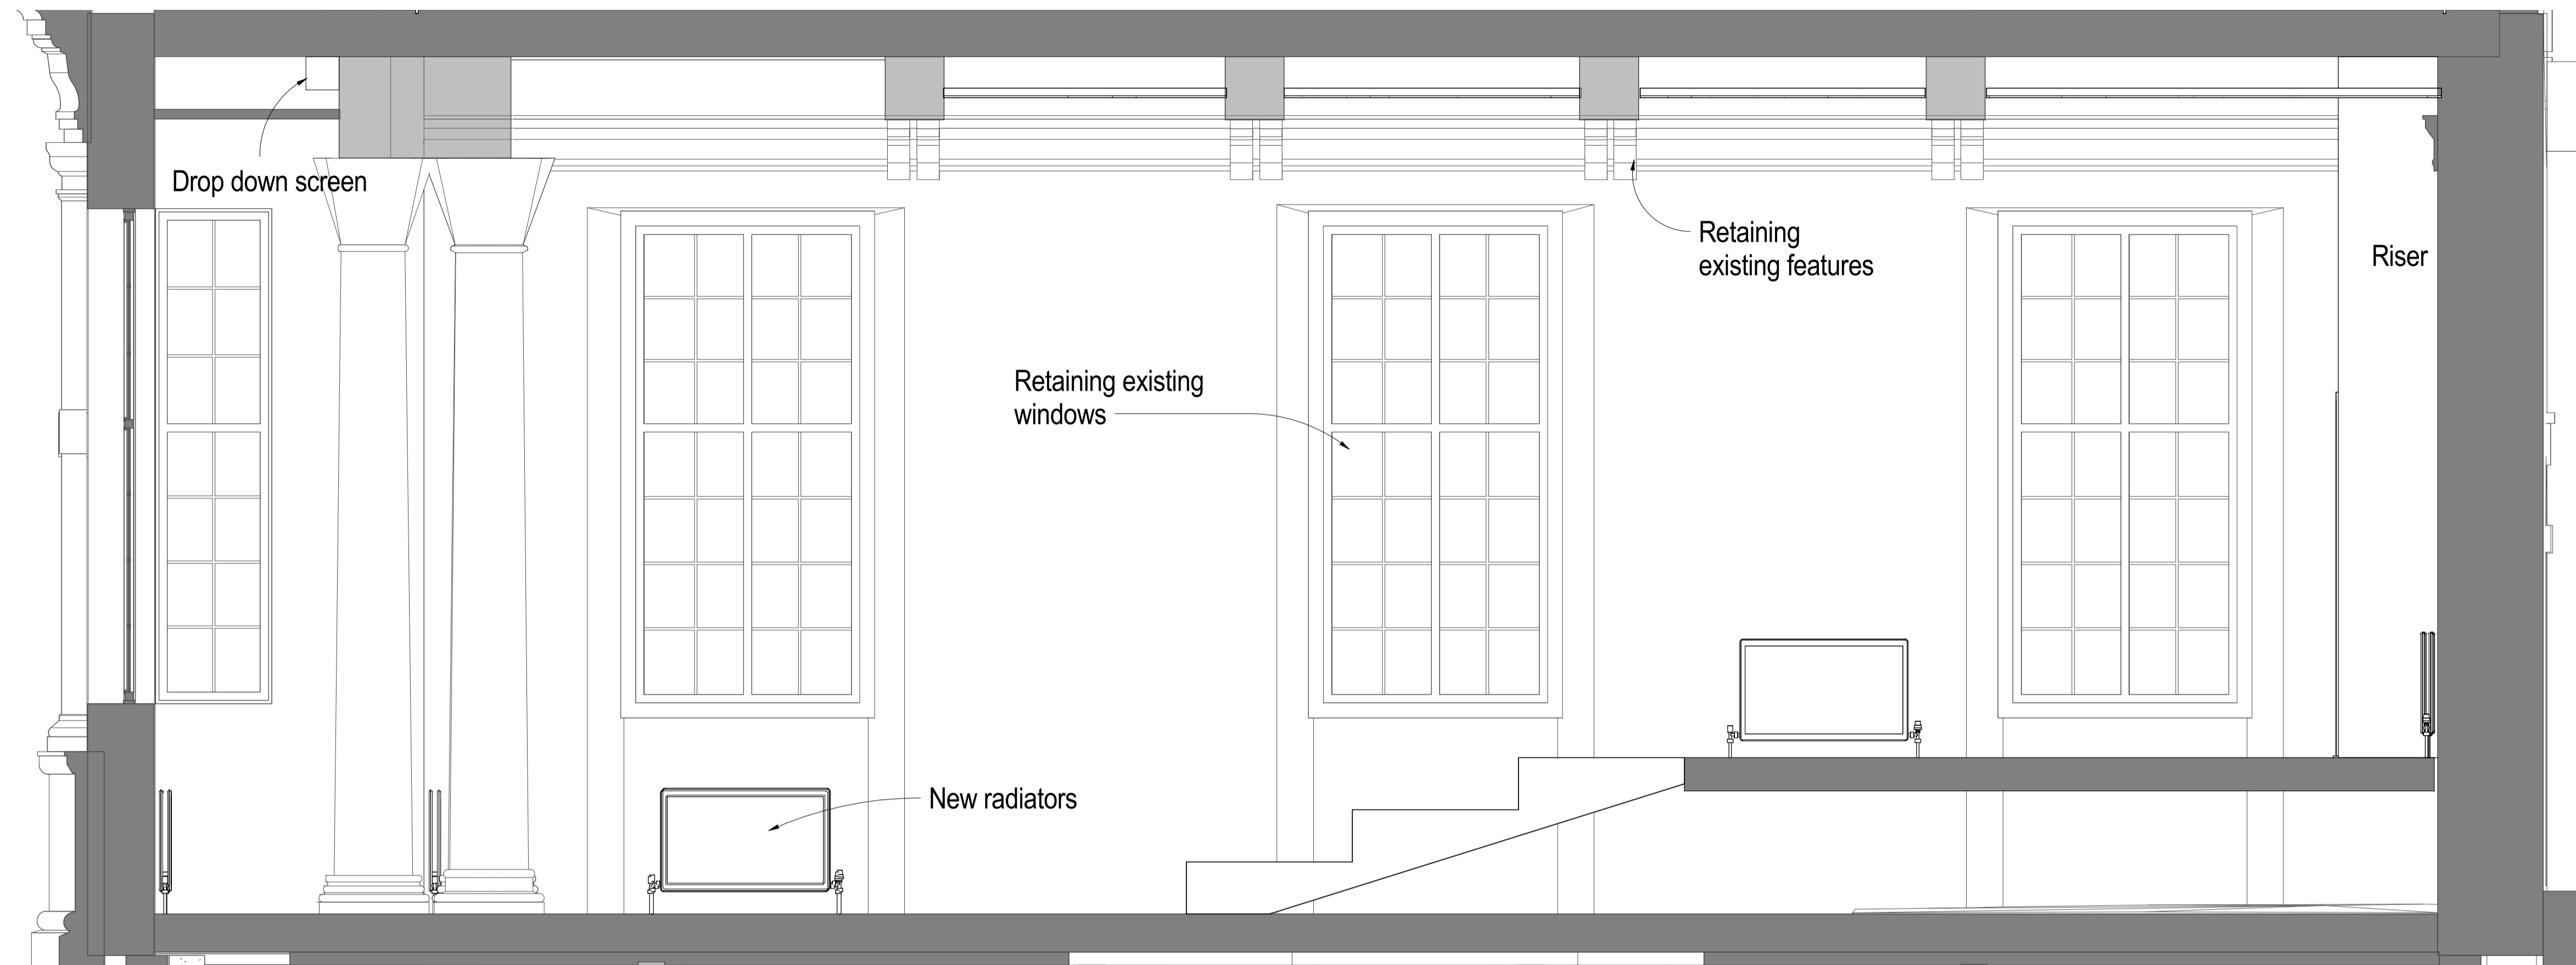 Drop down screen
Retaining
existing features
Riser
Retaining existing
windows
New radiators